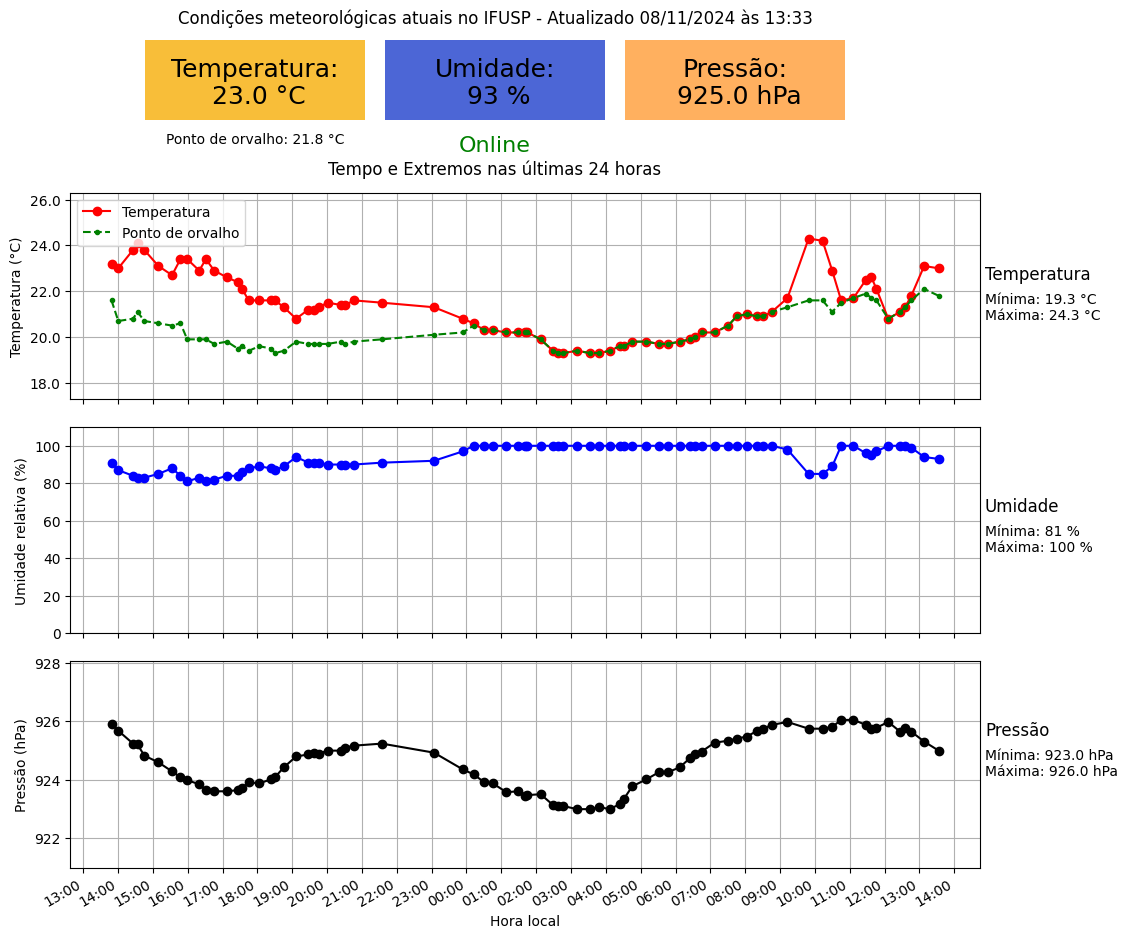 Condições meteorológicas atuais no IFUSP - Atualizado 08/11/2024 às 13:33
Temperatura:
23.0 °C
Umidade:
93 %
Pressão:
925.0 hPa
Ponto de orvalho: 21.8 °C
Online
Tempo e Extremos nas últimas 24 horas
Temperatura (°C)
26.0
24.0
22.0
20.0
18.0
Temperatura
Ponto de orvalho
Temperatura
Mínima: 19.3 °C
Máxima: 24.3 °C
Umidade relativa (%)
100
80
60
40
20
0
Umidade
Mínima: 81 %
Máxima: 100 %
Pressão (hPa)
928
926
924
922
Pressão
Mínima: 923.0 hPa
Máxima: 926.0 hPa
13:00 14:00 15:00 16:00 17:00 18:00 19:00 20:00 21:00 22:00 23:00 00:00 01:00 02:00 03:00 04:00 05:00 06:00 07:00 08:00 09:00 10:00 11:00 12:00 13:00 14:00
Hora local